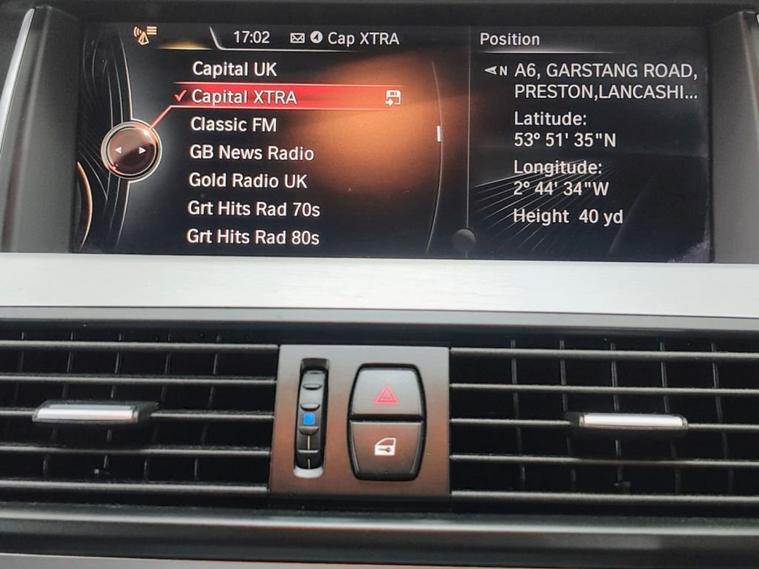 17:02 Cap XTRA
Capital UK
Capital XTRA
Classic FM
GB News Radio
Gold Radio UK
Grt Hits Rad 70s
Grt Hits Rad 80s
Position
N A6, GARSTANG ROAD,
PRESTON,LANCASHI...
Latitude:
53° 51' 35"N
Longitude:
2° 44' 34"W
Height 40 yd